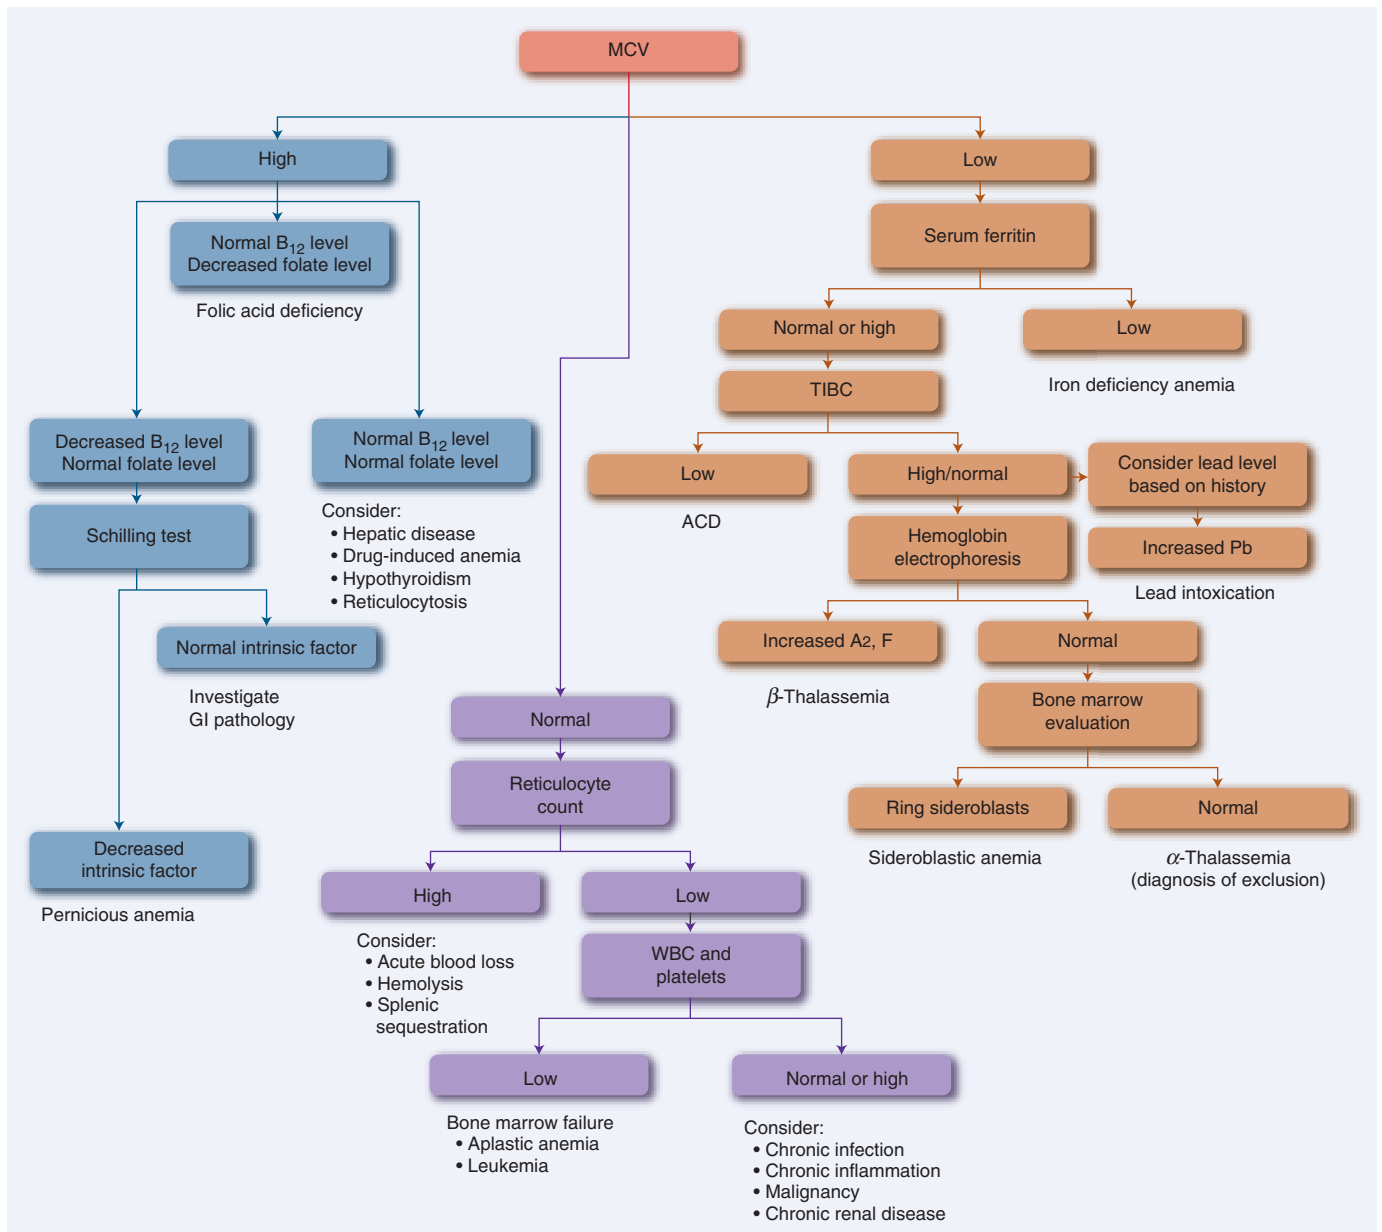 MCV
High
Low
Normal B12 level
Decreased folate level
Folic acid deficiency
Serum ferritin
Normal or high
Low
Iron deficiency anemia
TIBC
Decreased B12 level
Normal folate level
Normal B12 level
Normal folate level
Low
ACD
High/normal
Consider lead level
based on history
Schilling test
Consider:
• Hepatic disease
• Drug-induced anemia
• Hypothyroidism
• Reticulocytosis
Hemoglobin
electrophoresis
Increased Pb
Lead intoxication
Normal intrinsic factor
Investigate
GI pathology
Increased A2, F
β-Thalassemia
Normal
Bone marrow
evaluation
Normal
Reticulocyte
count
Ring sideroblasts
Sideroblastic anemia
Normal
α-Thalassemia
(diagnosis of exclusion)
Decreased
intrinsic factor
Pernicious anemia
High
Consider:
• Acute blood loss
• Hemolysis
• Splenic
sequestration
Low
WBC and
platelets
Low
Bone marrow failure
• Aplastic anemia
• Leukemia
Normal or high
Consider:
• Chronic infection
• Chronic inflammation
• Malignancy
• Chronic renal disease